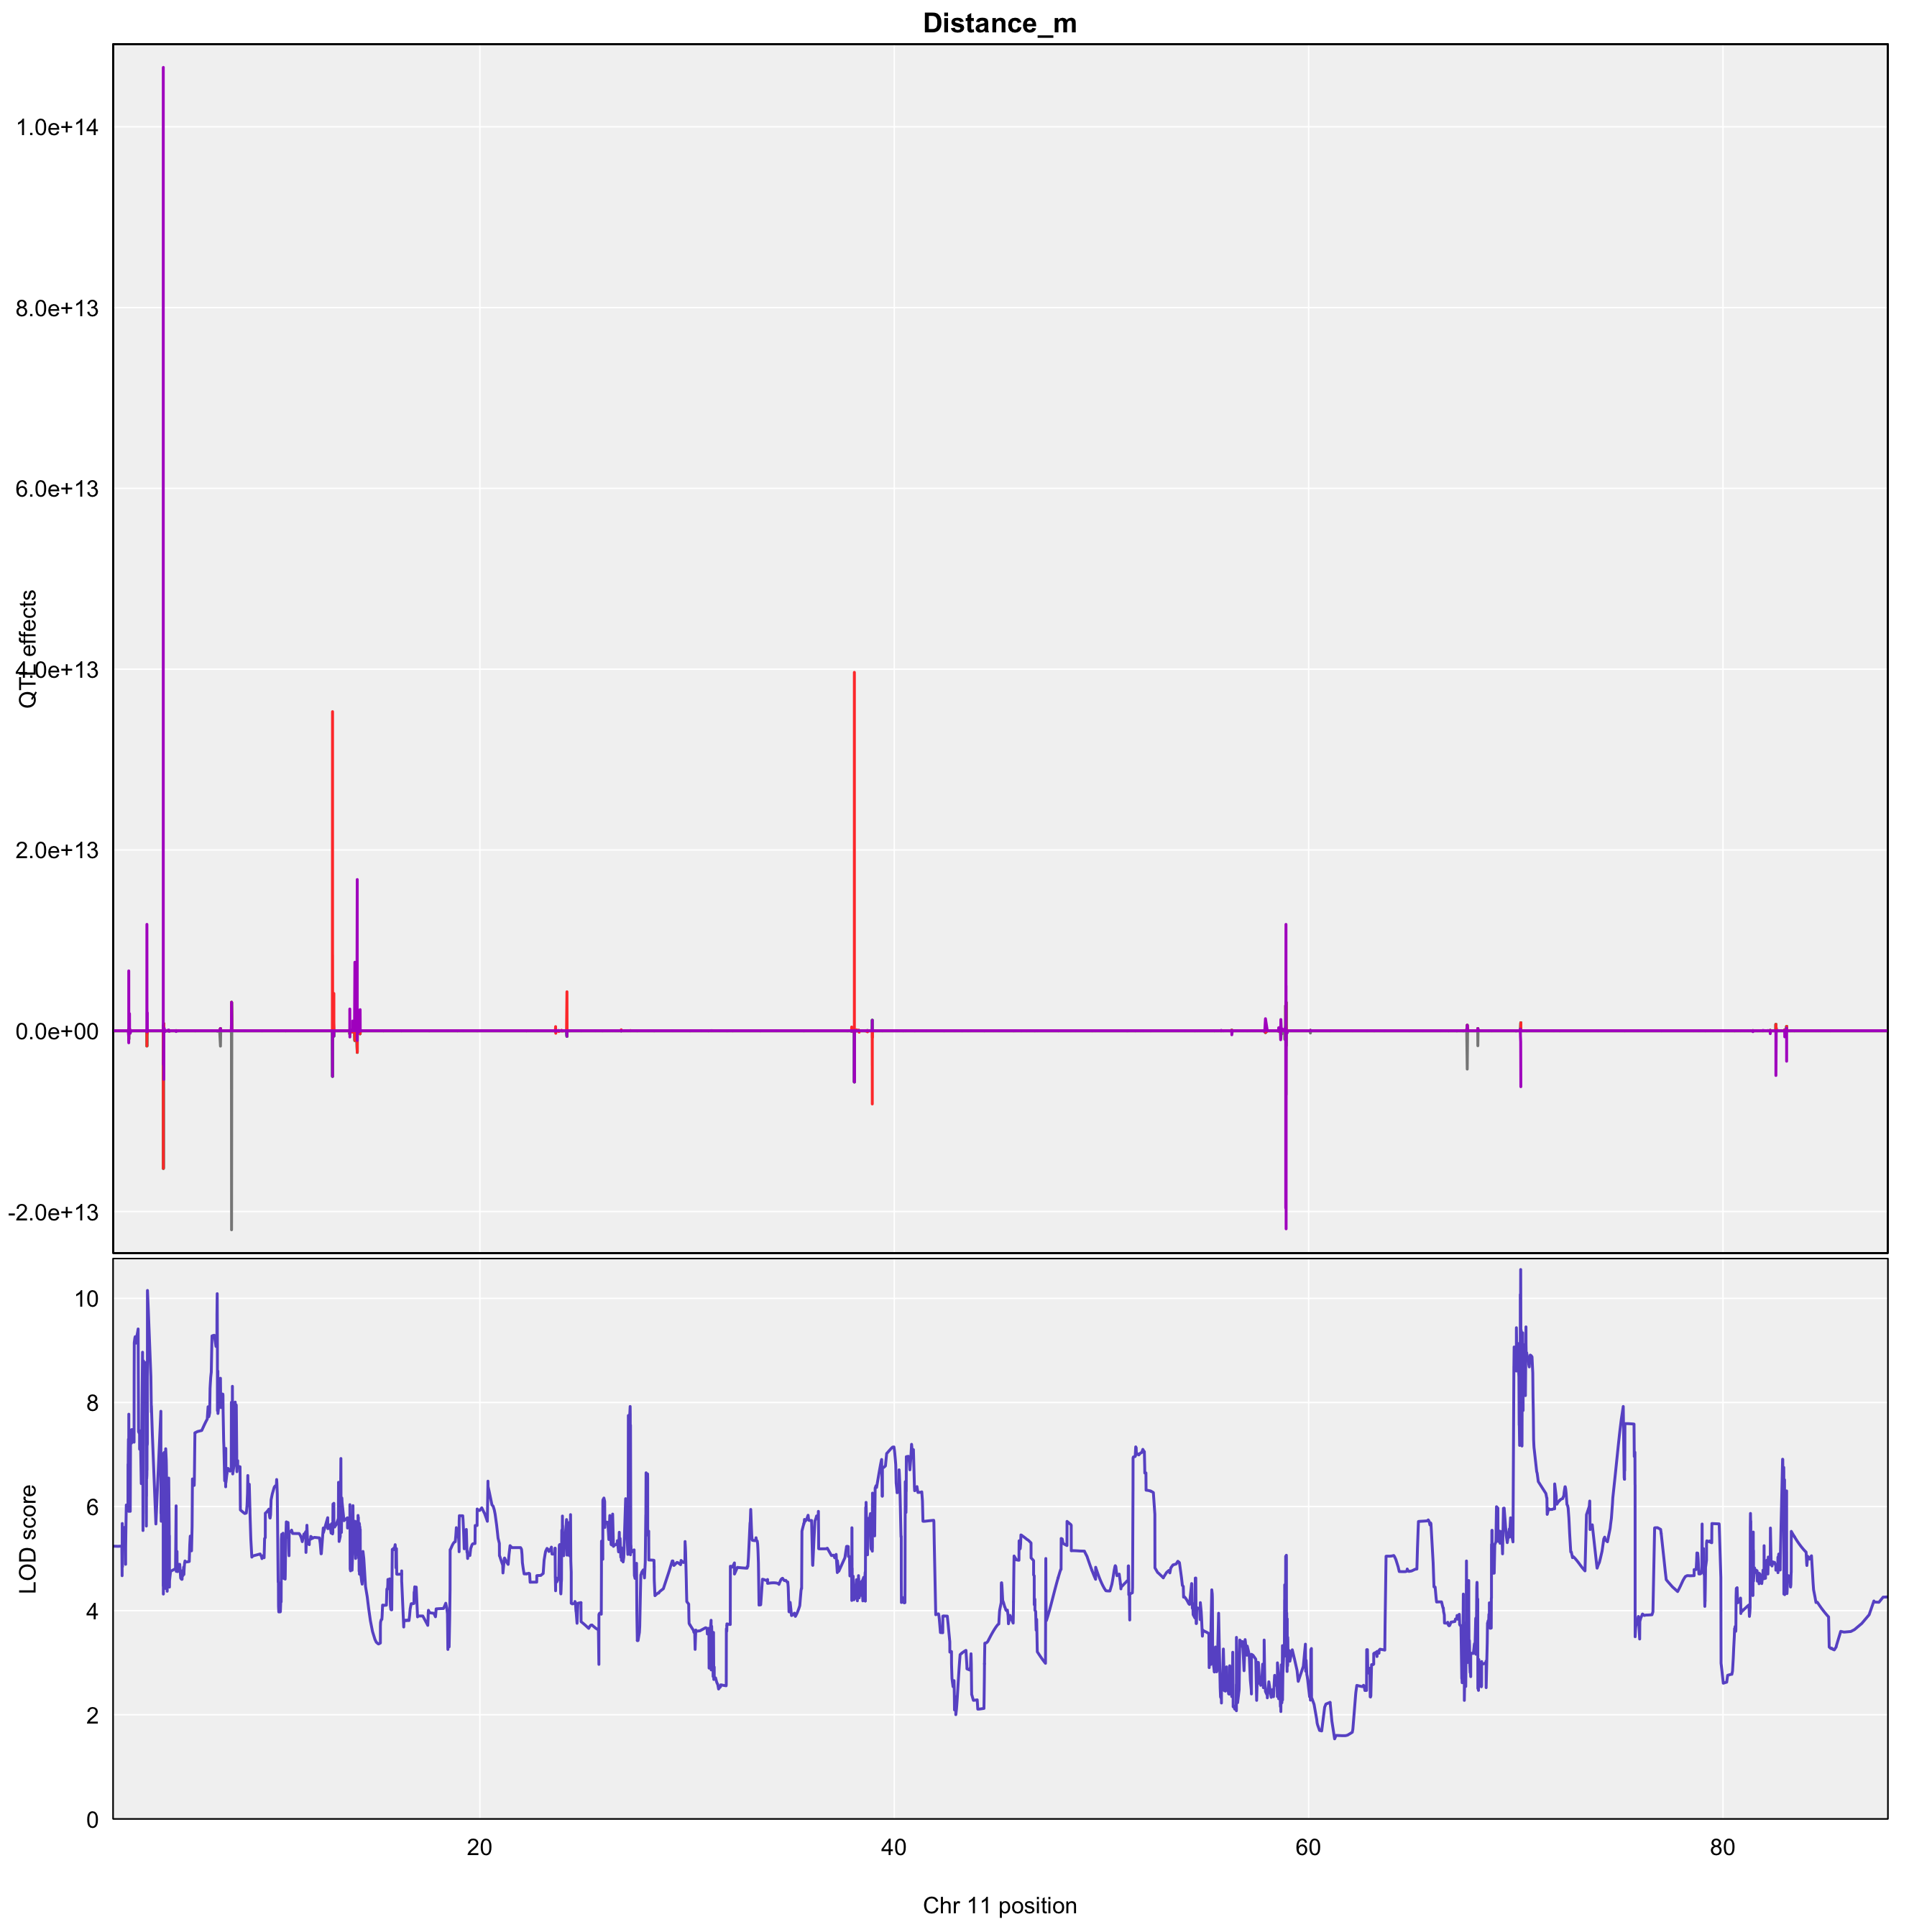 Distance_m
1.0e+14
8.0e+13
6.0e+13
4.0e+13
2.0e+13
0.0e+00
-2.0e+13
QTL effects
10
8
6
4
2
0
LOD score
20 40 60 80
Chr 11 position